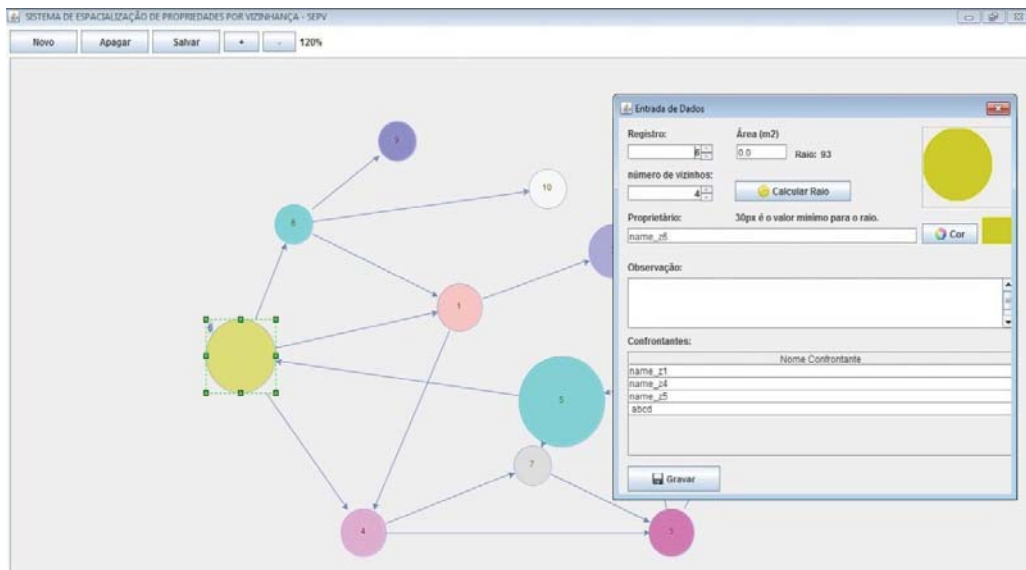 SISTEMA DE ESPACIALIZAÇÃO DE PROPRIEDADES POR VIZINHANÇA - SEPV
Novo Apagar Salvar + - 120%
Entrada de Dados
Registro: Área (m2)
6 0.0 Raio: 93
número de vizinhos:
4 Calcular Raio
Proprietário: 30px é o valor mínimo para o raio.
name_z6 Cor
Observação:
Confrontantes:
Nome Confrontante
name_z1
name_z4
name_z5
abcd
Gravar
10
1
6
5
7
4